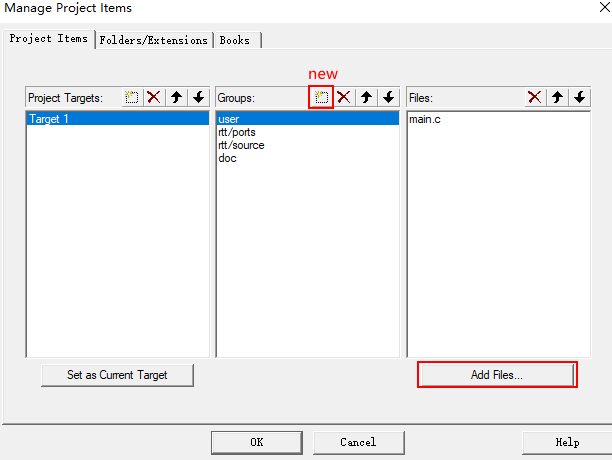 Manage Project Items
Project Items Folders/Extensions Books
new
Project Targets: Groups: Files:
Target 1 user main.c
rtt/ports
rtt/source
doc
Set as Current Target Add Files...
OK Cancel Help